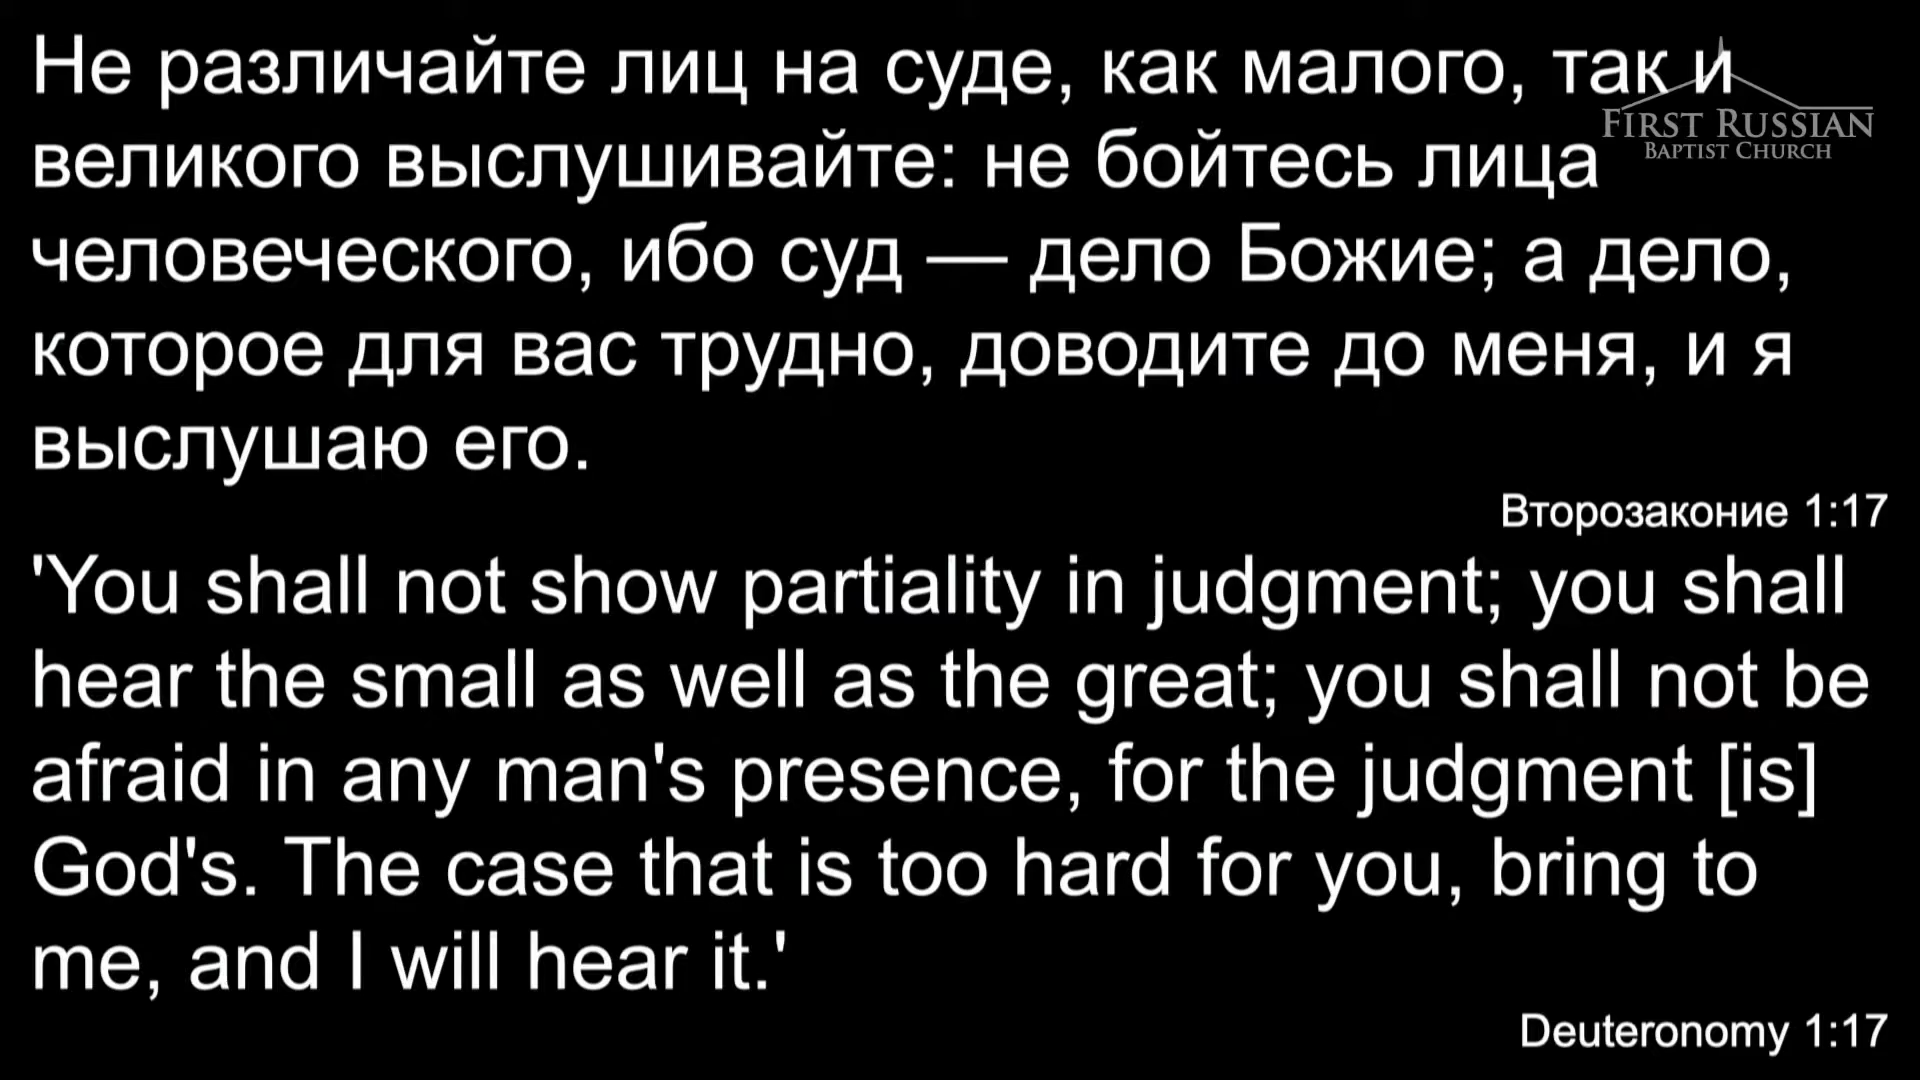 Не различайте лиц на суде, как малого, так и
великого выслушивайте: не бойтесь лица
человеческого, ибо суд — дело Божие; а дело,
которое для вас трудно, доводите до меня, и я
выслушаю его.
Второзаконие 1:17
'You shall not show partiality in judgment; you shall
hear the small as well as the great; you shall not be
afraid in any man's presence, for the judgment [is]
God's. The case that is too hard for you, bring to
me, and I will hear it.'
Deuteronomy 1:17
FIRST RUSSIAN
BAPTIST CHURCH